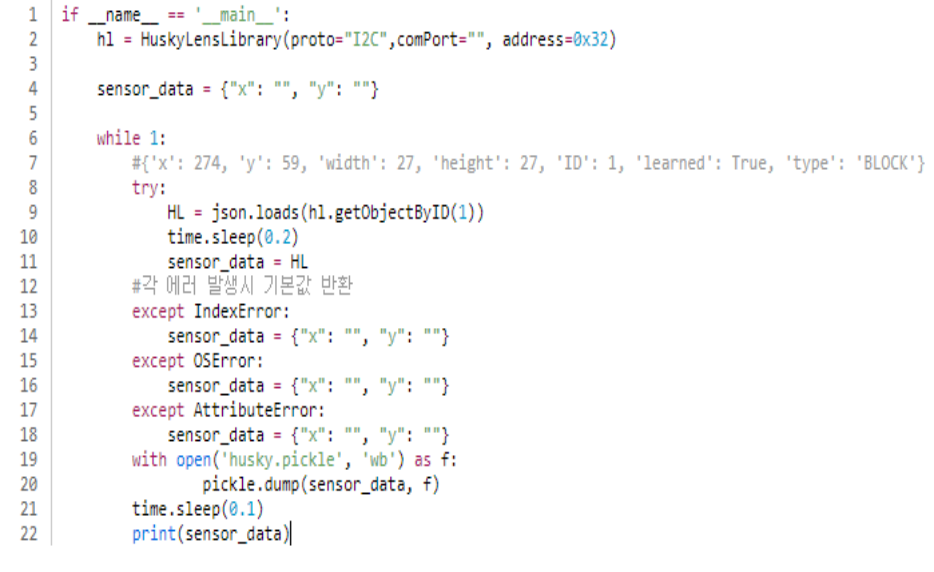 1 if __name__ == '__main__':
2     hl = HuskyLensLibrary(proto="I2C",comPort="", address=0x32)
3
4     sensor_data = {"x": "", "y": ""}
5
6     while 1:
7         #{'x': 274, 'y': 59, 'width': 27, 'height': 27, 'ID': 1, 'learned': True, 'type': 'BLOCK'}
8         try:
9             HL = json.loads(hl.getObjectByID(1))
10             time.sleep(0.2)
11             sensor_data = HL
12         #각 에러 발생시 기본값 반환
13         except IndexError:
14             sensor_data = {"x": "", "y": ""}
15         except OSError:
16             sensor_data = {"x": "", "y": ""}
17         except AttributeError:
18             sensor_data = {"x": "", "y": ""}
19         with open('husky.pickle', 'wb') as f:
20                 pickle.dump(sensor_data, f)
21         time.sleep(0.1)
22         print(sensor_data)